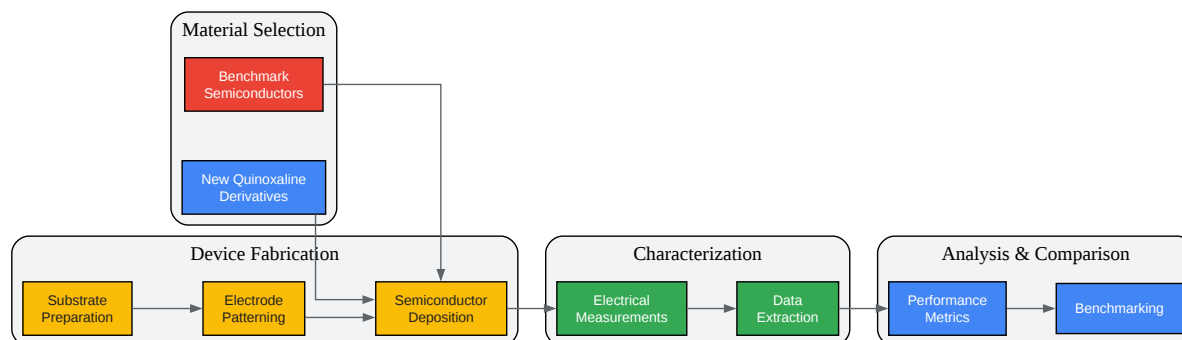 Material Selection
Benchmark
Semiconductors
New Quinoxaline
Derivatives
Device Fabrication
Substrate
Preparation
Electrode
Patternning
Semiconductor
Deposition
Characterization
Electrical
Measurements
Data
Extraction
Analysis & Comparison
Performance
Metrics
Benchmarking